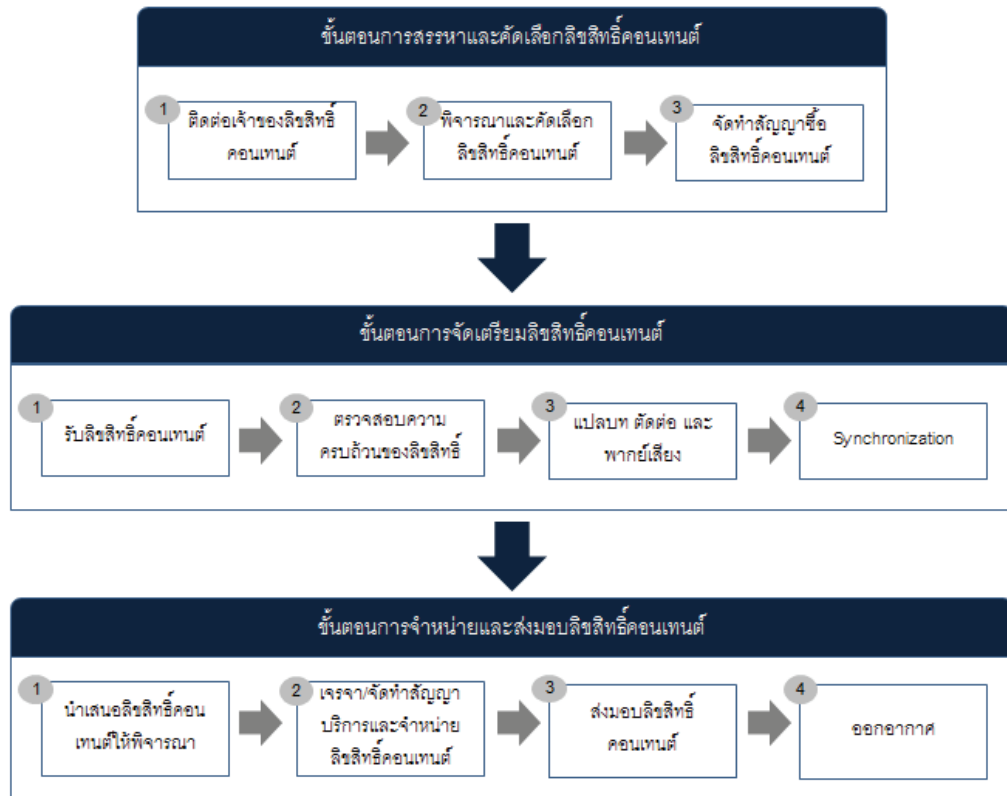 ขั้นตอนการสรรหาและคัดเลือกลิขสิทธิ์คอนเทนต์
1
ติดต่อเจ้าของลิขสิทธิ์
คอนเทนต์
2
พิจารณาและคัดเลือก
ลิขสิทธิ์คอนเทนต์
3
จัดทำสัญญาซื้อ
ลิขสิทธิ์คอนเทนต์
ขั้นตอนการจัดเตรียมลิขสิทธิ์คอนเทนต์
1
รับลิขสิทธิ์คอนเทนต์
2
ตรวจสอบความ
ครบถ้วนของลิขสิทธิ์
3
แปลบท ตัดต่อ และ
พากย์เสียง
4
Synchronization
ขั้นตอนการจำหน่ายและส่งมอบลิขสิทธิ์คอนเทนต์
1
นำเสนอลิขสิทธิ์คอน
เทนต์ให้พิจารณา
2
เจรจา/จัดทำสัญญา
บริการและจำหน่าย
ลิขสิทธิ์คอนเทนต์
3
ส่งมอบลิขสิทธิ์
คอนเทนต์
4
ออกอากาศ